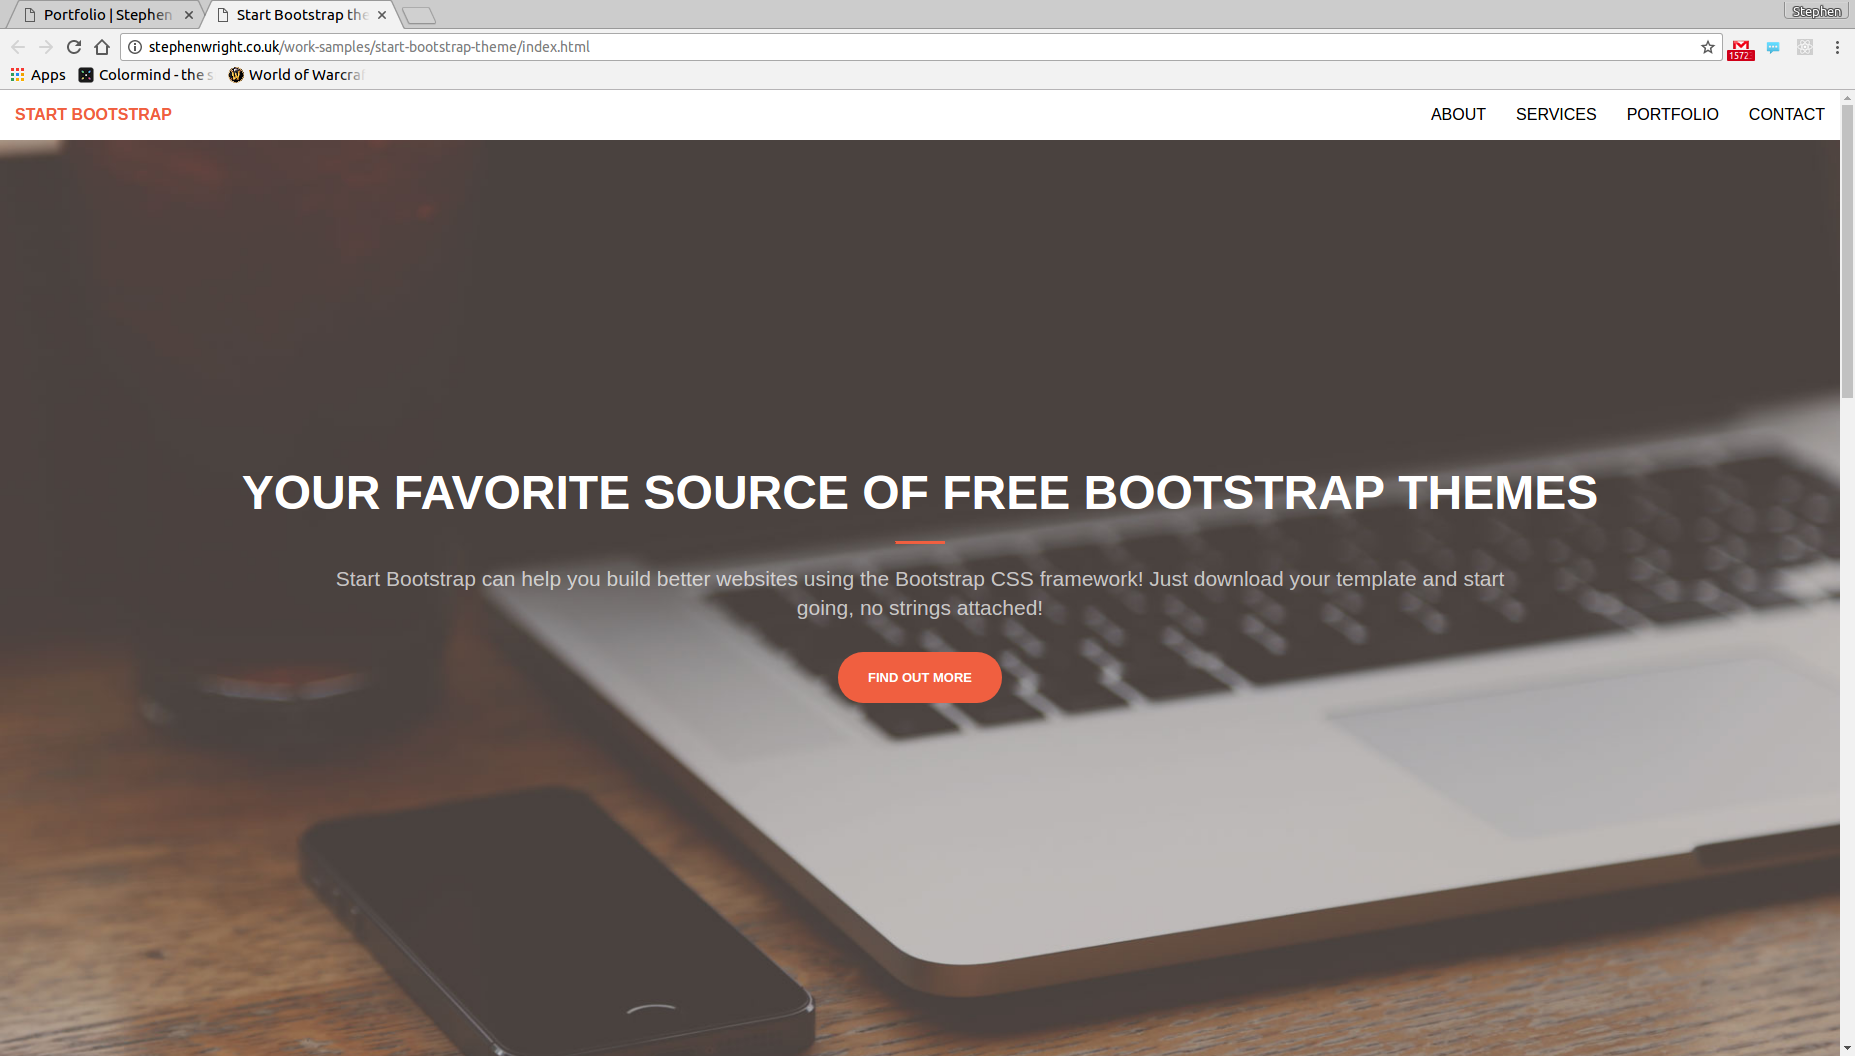 Portfolio | Stephen
Start Bootstrap the
Stephen
stephenwright.co.uk/work-samples/start-bootstrap-theme/index.html
1572
Apps
Colormind - the s
World of Warcraf
START BOOTSTRAP
ABOUT
SERVICES
PORTFOLIO
CONTACT
YOUR FAVORITE SOURCE OF FREE BOOTSTRAP THEMES
Start Bootstrap can help you build better websites using the Bootstrap CSS framework! Just download your template and start
going, no strings attached!
FIND OUT MORE